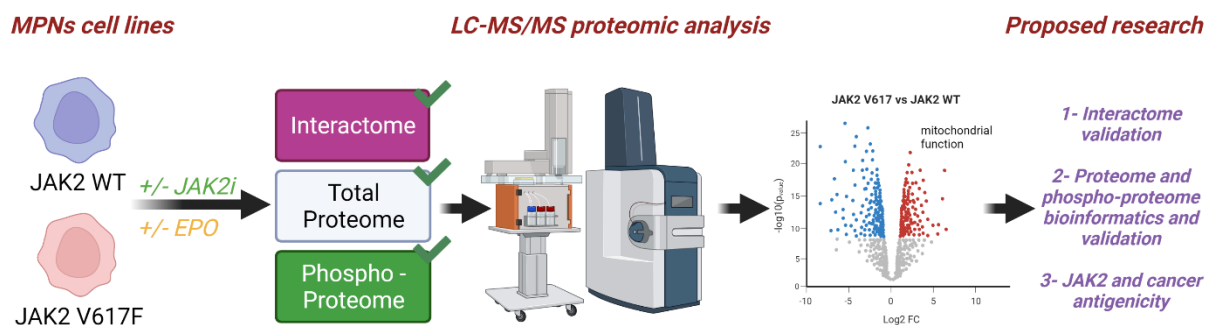 MPNs cell lines
LC-MS/MS proteomic analysis
Proposed research
JAK2 WT
JAK2 V617F
+/- JAK2i
+/- EPO
Interactome
Total
Proteome
Phospho -
Proteome
JAK2 V617 vs JAK2 WT
mitochondrial
function
-log10(pvalue)
25
20
15
10
10
5
0
-10
-5
0
5
10
Log2 FC
1- Interactome
validation
2- Proteome and
phospho-proteome
bioinformatics and
validation
3- JAK2 and cancer
antigenicity